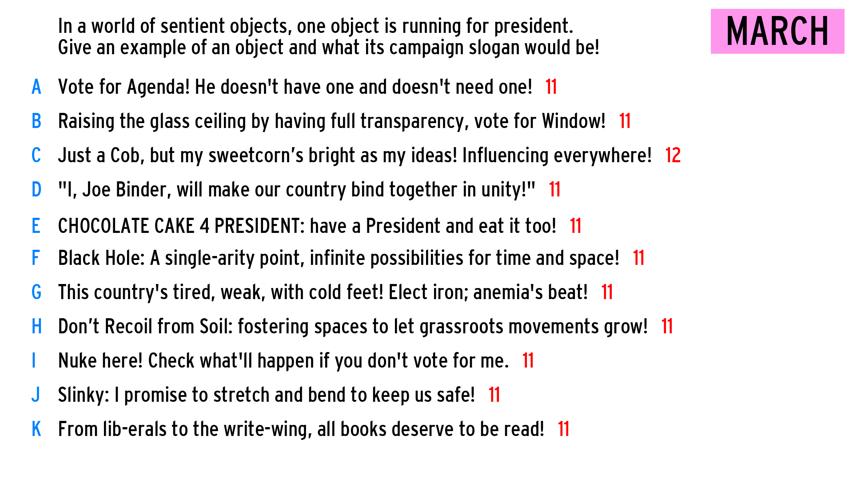 In a world of sentient objects, one object is running for president.
Give an example of an object and what its campaign slogan would be!
MARCH
A Vote for Agenda! He doesn't have one and doesn't need one! 11
B Raising the glass ceiling by having full transparency, vote for Window! 11
C Just a Cob, but my sweetcorn’s bright as my ideas! Influencing everywhere! 12
D "I, Joe Binder, will make our country bind together in unity!" 11
E CHOCOLATE CAKE 4 PRESIDENT: have a President and eat it too! 11
F Black Hole: A single-arity point, infinite possibilities for time and space! 11
G This country's tired, weak, with cold feet! Elect iron; anemia's beat! 11
H Don’t Recoil from Soil: fostering spaces to let grassroots movements grow! 11
I Nuke here! Check what'll happen if you don't vote for me. 11
J Slinky: I promise to stretch and bend to keep us safe! 11
K From lib-erals to the write-wing, all books deserve to be read! 11